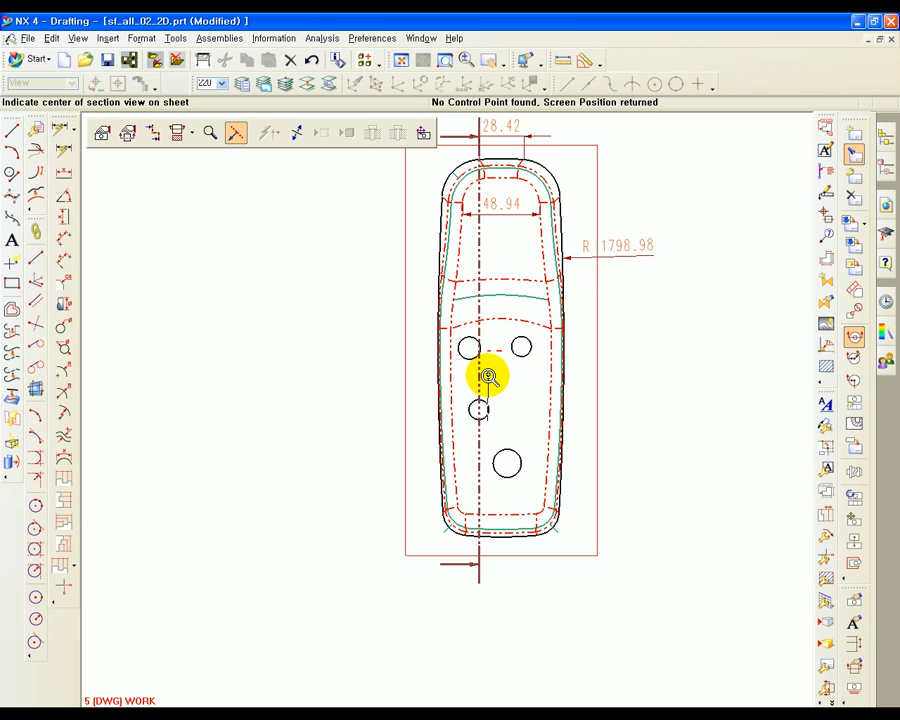 NX 4 - Drafting - [sf_all_02_2D.prt (Modified) ]
File Edit View Insert Format Tools Assemblies Information Analysis Preferences Window Help
Start
View
220
Indicate center of section view on sheet
No Control Point found, Screen Position returned
28.42
48.94
R 1798.98
5 [DWG] WORK